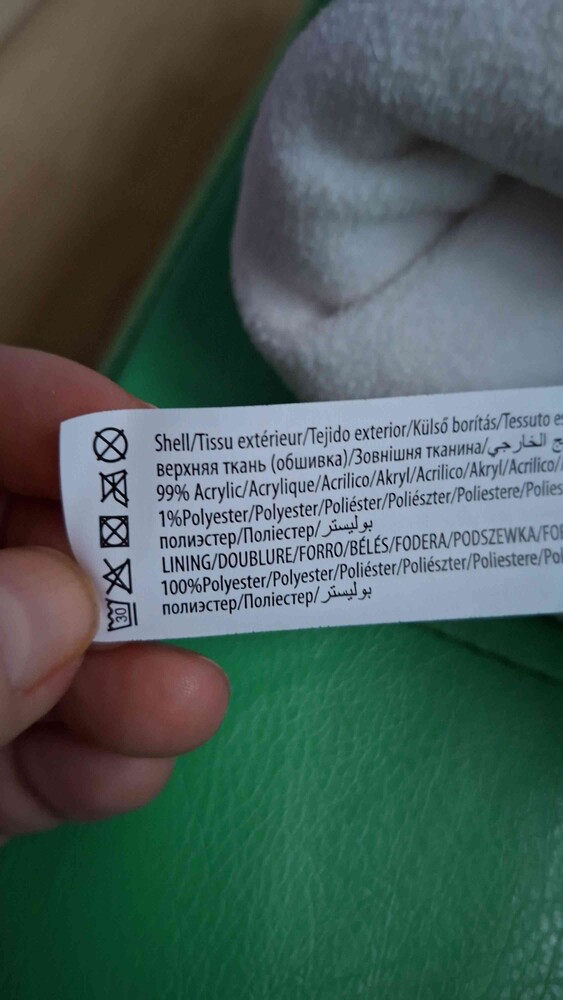 Shell/Tissu extérieur/Tejido exterior/Külső borítás/Tessuto
верхняя ткань (обшивка)/Зовнішня тканина/الخارجي
99% Acrylic/Acrylique/Acrilico/Akryl/Acrilico/Akryl/Acrilico/
1%Polyester/Polyester/Poliéster/Poliészter/Poliestere/
полиэстер/Поліестер/بوليستر
LINING/DOUBLURE/FORRO/BÉLÉS/FODERA/PODSZEWKA/
100%Polyester/Polyester/Poliéster/Poliészter/Poliestere/
полиэстер/Поліестер/بوليستر
30